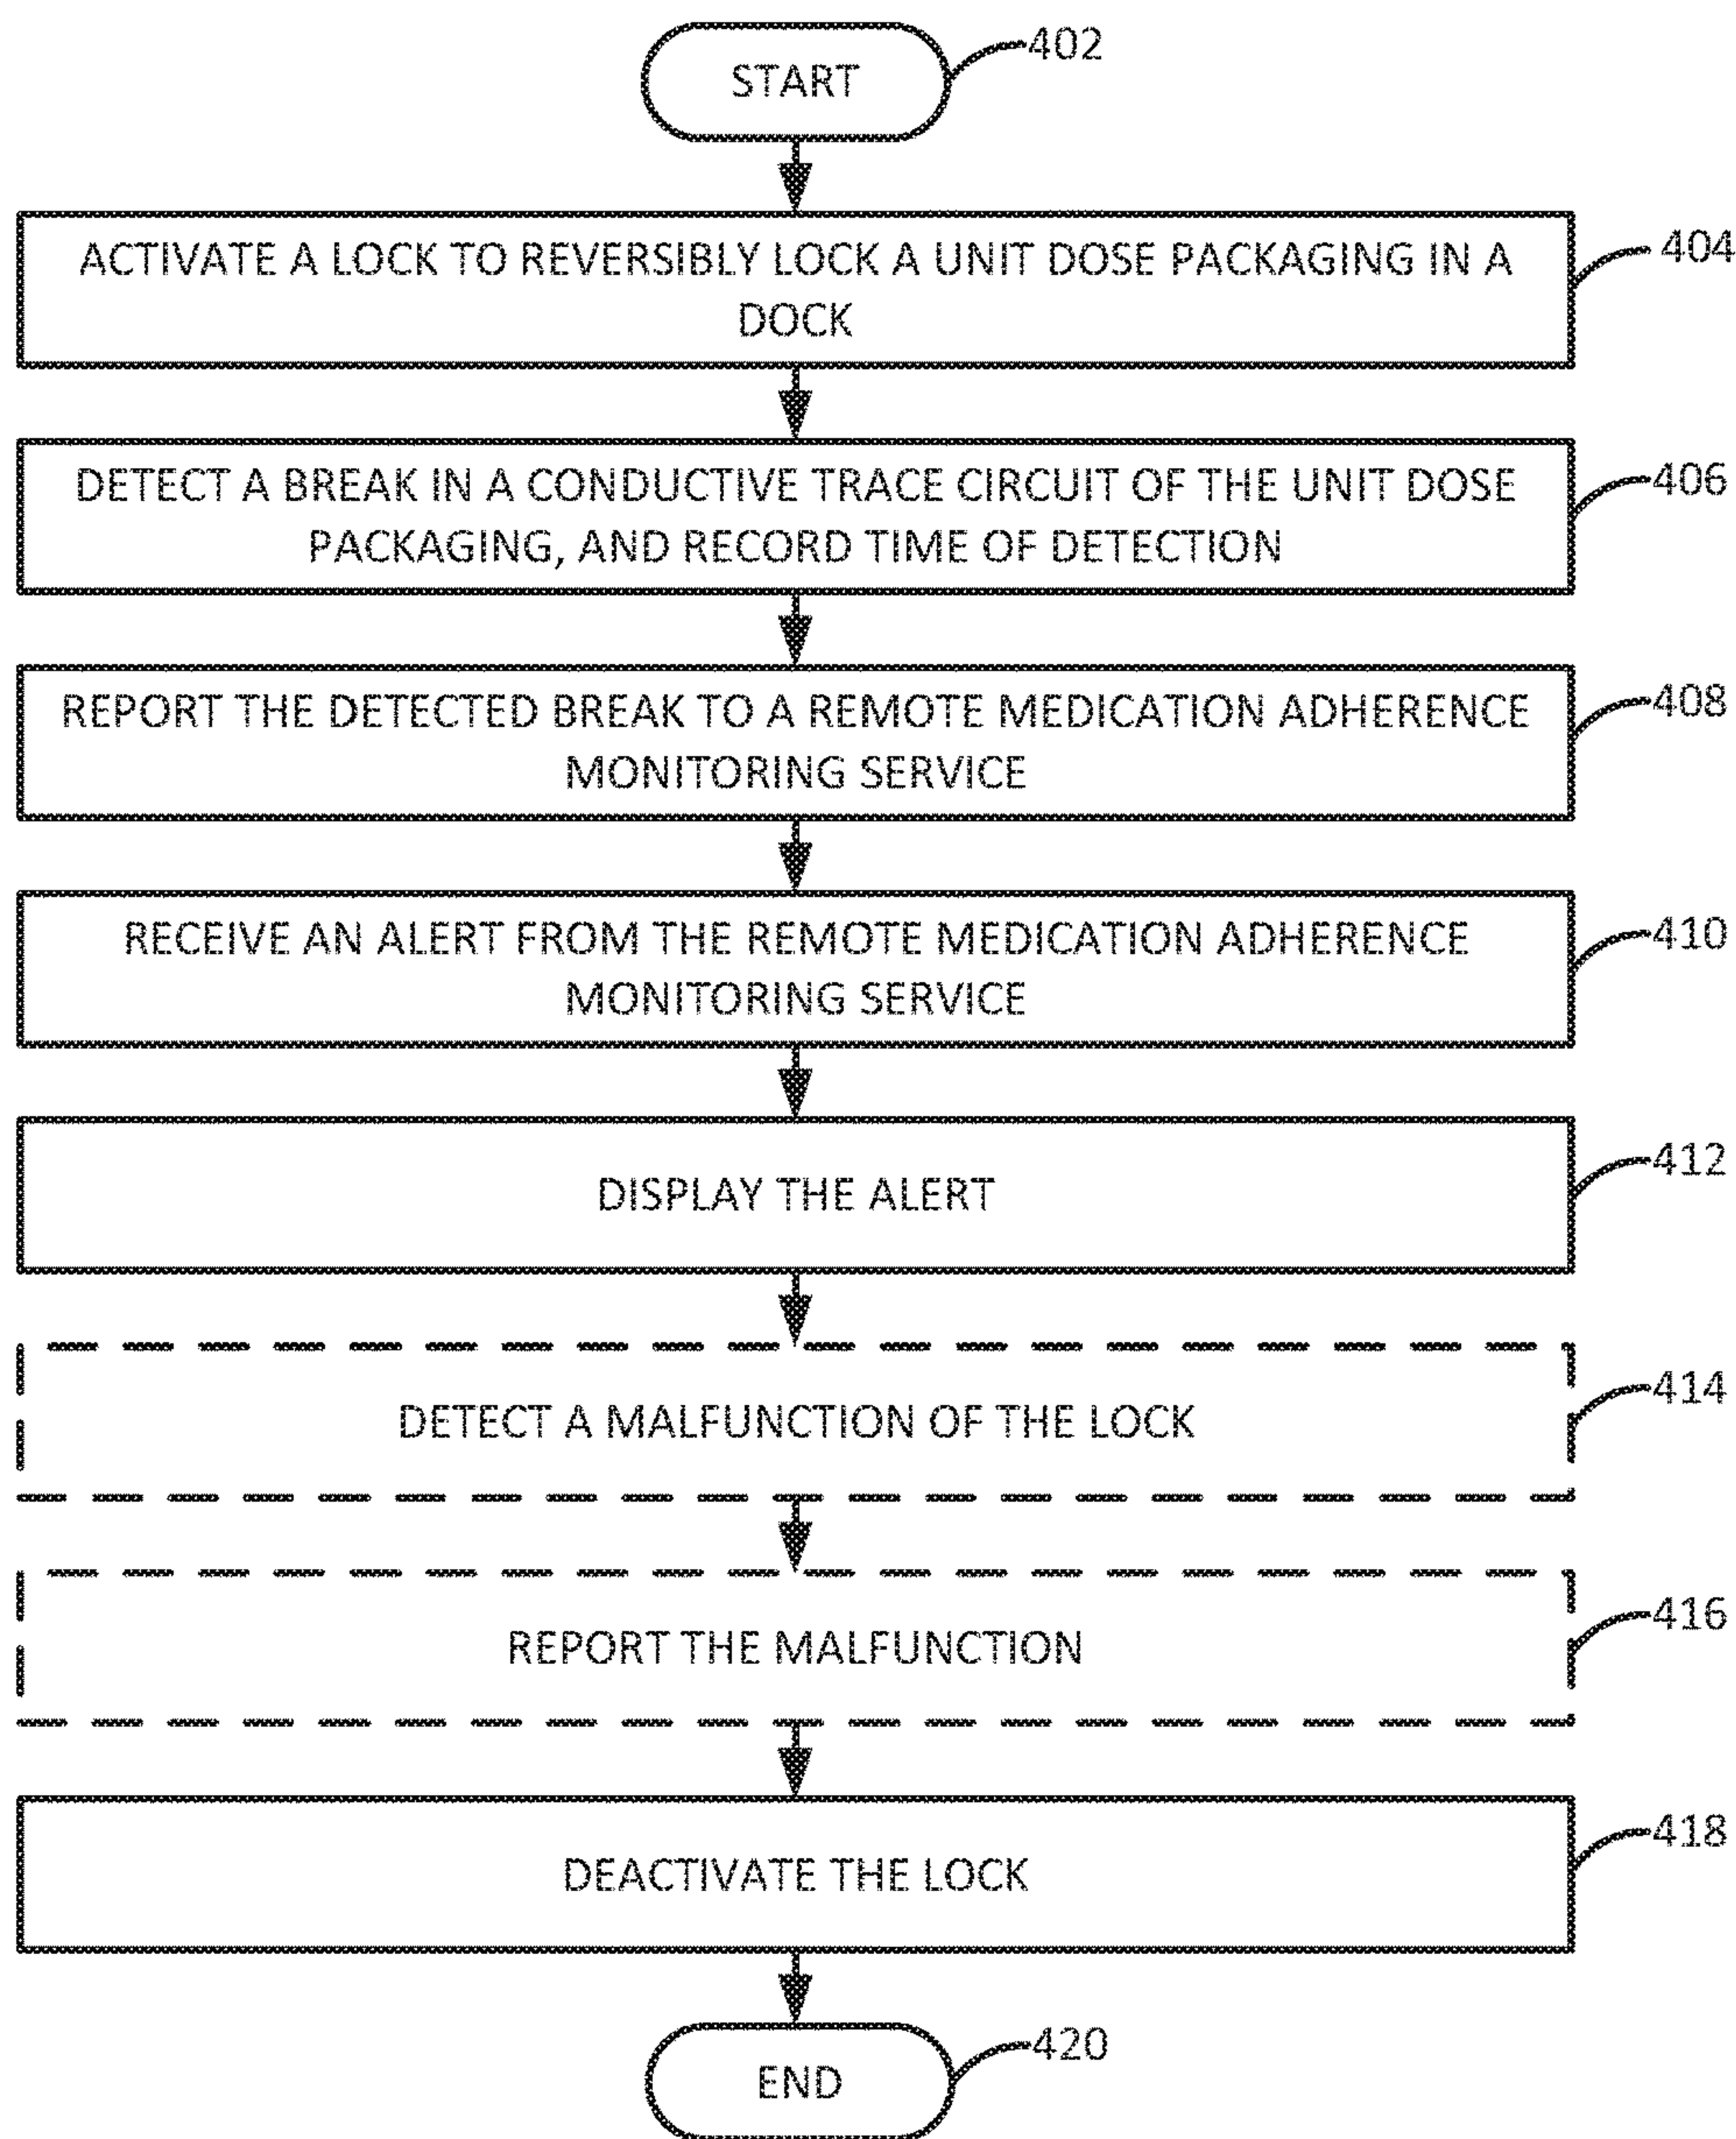 START
402
ACTIVATE A LOCK TO REVERSIBLY LOCK A UNIT DOSE PACKAGING IN A
DOCK
404
DETECT A BREAK IN A CONDUCTIVE TRACE CIRCUIT OF THE UNIT DOSE
PACKAGING, AND RECORD TIME OF DETECTION
406
REPORT THE DETECTED BREAK TO A REMOTE MEDICATION ADHERENCE
MONITORING SERVICE
408
RECEIVE AN ALERT FROM THE REMOTE MEDICATION ADHERENCE
MONITORING SERVICE
410
DISPLAY THE ALERT
412
DETECT A MALFUNCTION OF THE LOCK
414
REPORT THE MALFUNCTION
416
DEACTIVATE THE LOCK
418
END
420